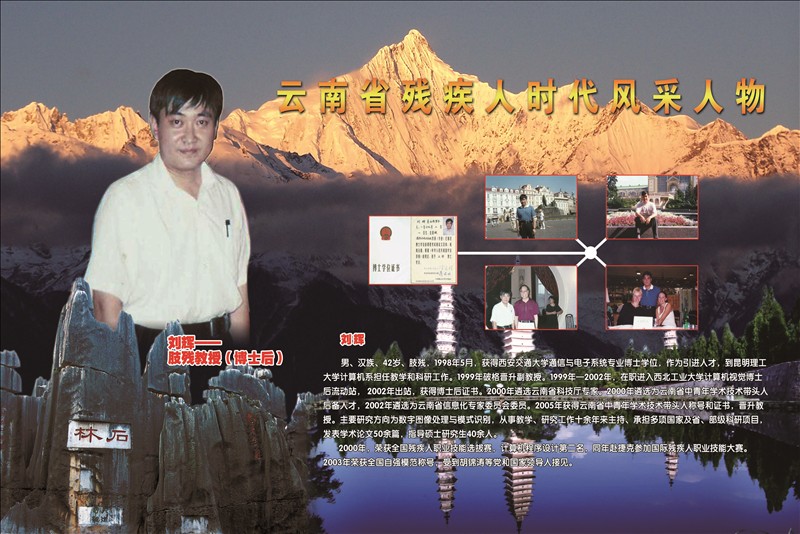 云南省残疾人时代风采人物
博士学位证书
刘辉——
肢残教授（博士后）
石林
刘辉
男、汉族、42岁、肢残，1998年5月，获得西安交通大学通信与电子系统专业博士学位，作为引进人才，到昆明理工
大学计算机系担任教学和科研工作。1999年破格晋升副教授。1999年—2002年，在职进入西北工业大学计算机视觉博士
后流动站，2002年出站，获得博士后证书。2000年遴选云南省科技厅专家，2000年遴选为云南省中青年学术技术带头人
后备人才，2002年遴选为云南省信息化专家委员会委员。2005年获得云南省中青年学术技术带头人称号和证书，晋升教
授。主要研究方向为数字图像处理与模式识别，从事教学、研究工作十余年来主持、承担多项国家及省、部级科研项目，
发表学术论文50余篇，指导硕士研究生40余人。
2000年，荣获全国残疾人职业技能选拔赛，计算机程序设计第二名，同年赴捷克参加国际残疾人职业技能大赛。
2003年荣获全国自强模范称号，受到胡锦涛等党和国家领导人接见。